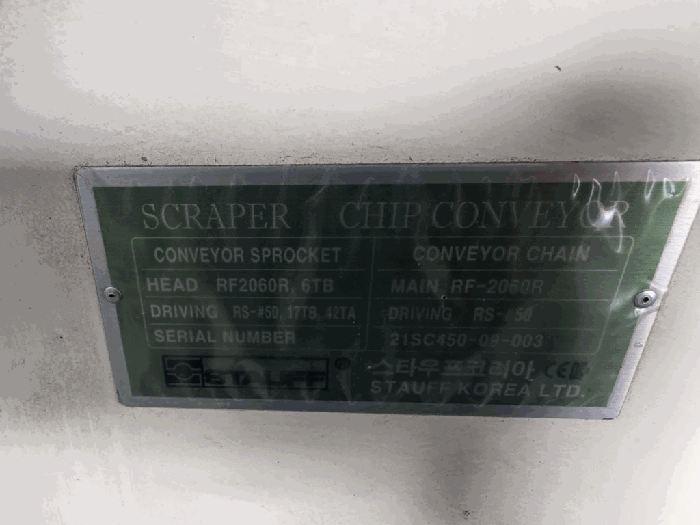 SCRAPER CHIP CONVEYOR
CONVEYOR SPROCKET CONVEYOR CHAIN
HEAD RF2060R, 6TB MAIN RF-2060R
DRIVING RS-#50, 17TB, 42TA DRIVING RS-#50
SERIAL NUMBER 21SC450-09-003
STAUFF ® 스타우프코리아 CE
STAUFF KOREA LTD.